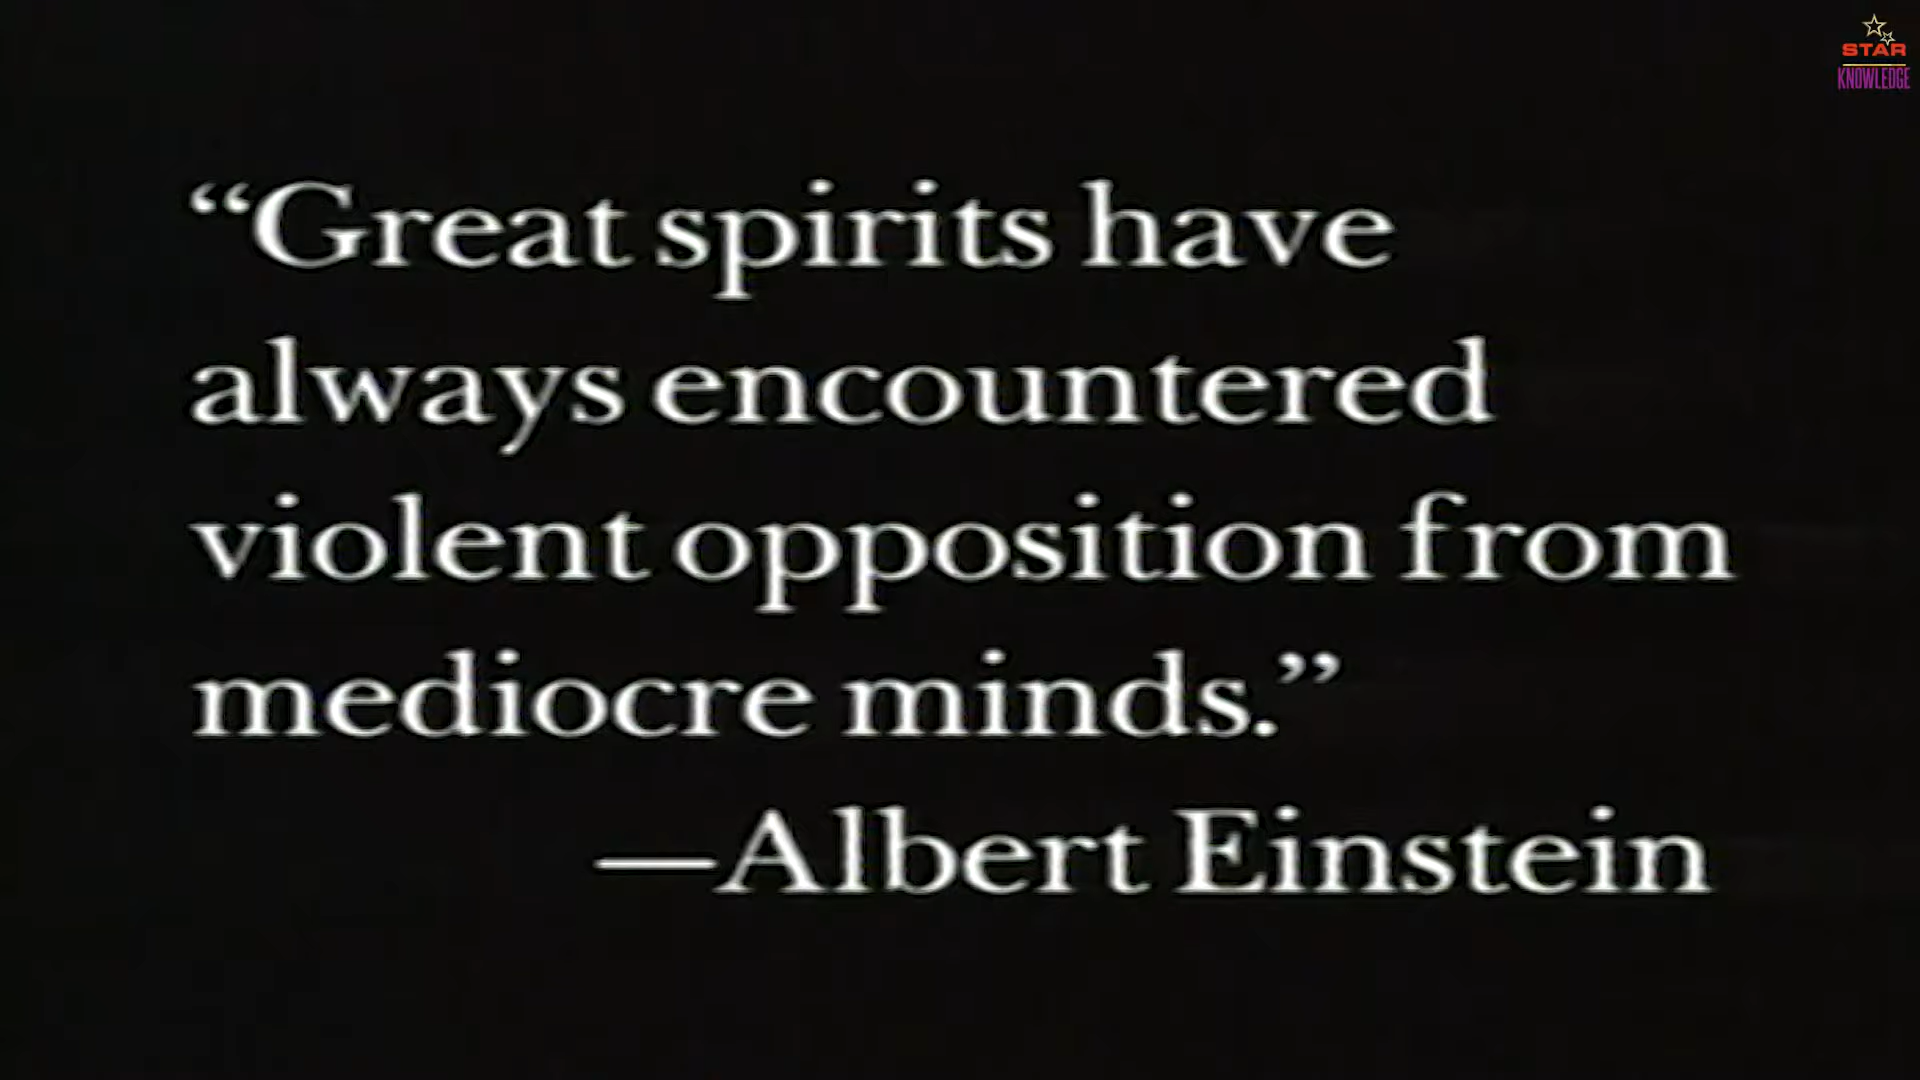 STAR
KNOWLEDGE
“Great spirits have
always encountered
violent opposition from
mediocre minds.”
—Albert Einstein